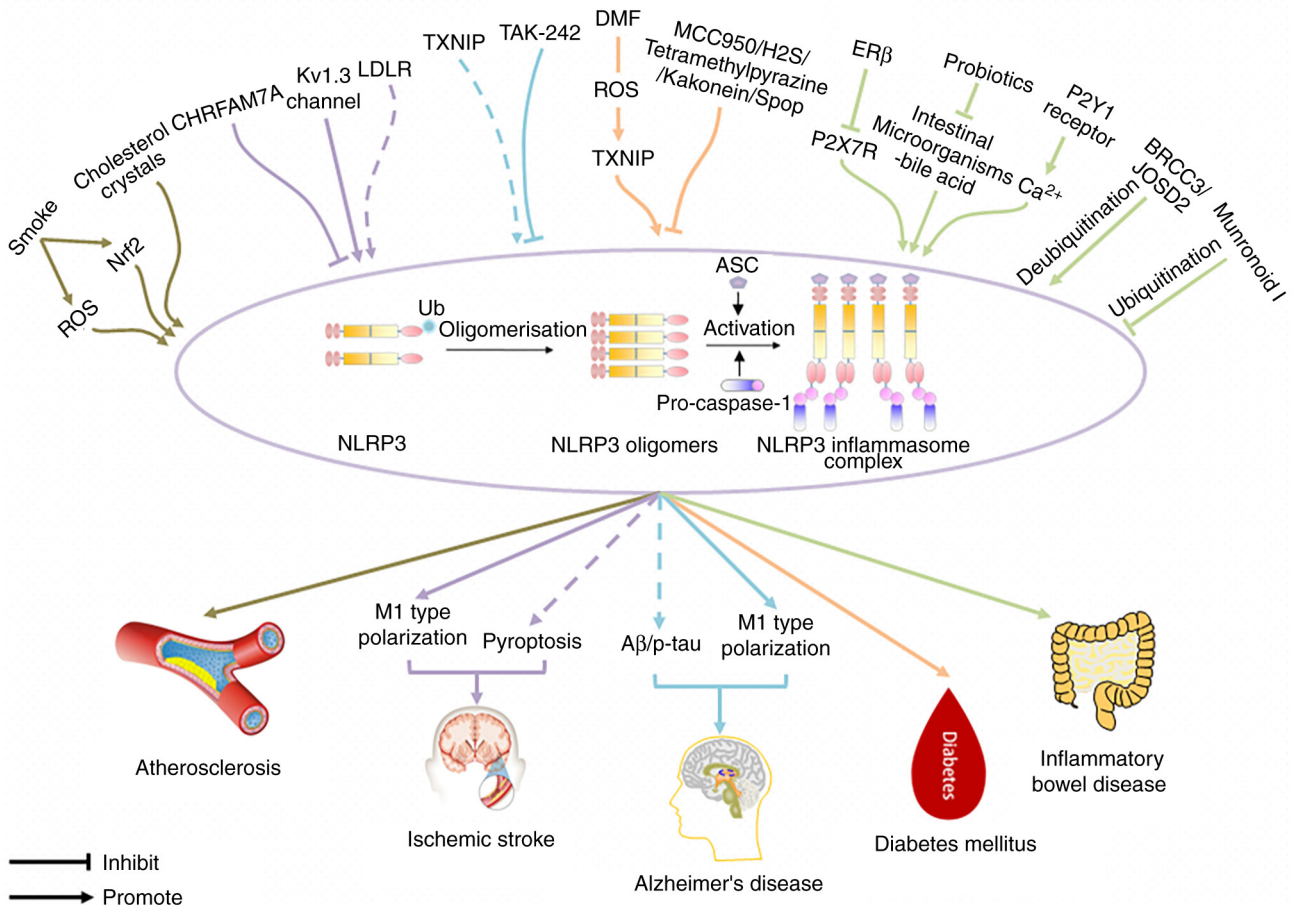 DMF
TXNIP
TAK-242
MCC950/H2S/
Tetramethylpyrazine
/Kakonein/Spop
ERβ
Probiotics
P2Y1
receptor
Kv1.3
channel
LDLR
CHRFAM7A
Cholesterol
crystals
ROS
TXNIP
P2X7R
Intestinal
Microorganisms
-bile acid
Ca2+
BRCC3/
JOSD2
Deubiquitination
Munronoid I
Ubiquitination
Smoke
Nrf2
ROS
ASC
Ub
Oligomerisation
Activation
Pro-caspase-1
NLRP3
NLRP3 oligomers
NLRP3 inflammasome
complex
M1 type
polarization
Pyroptosis
Aβ/p-tau
M1 type
polarization
Diabetes
Atherosclerosis
Ischemic stroke
Alzheimer's disease
Diabetes mellitus
Inflammatory
bowel disease
Inhibit
Promote